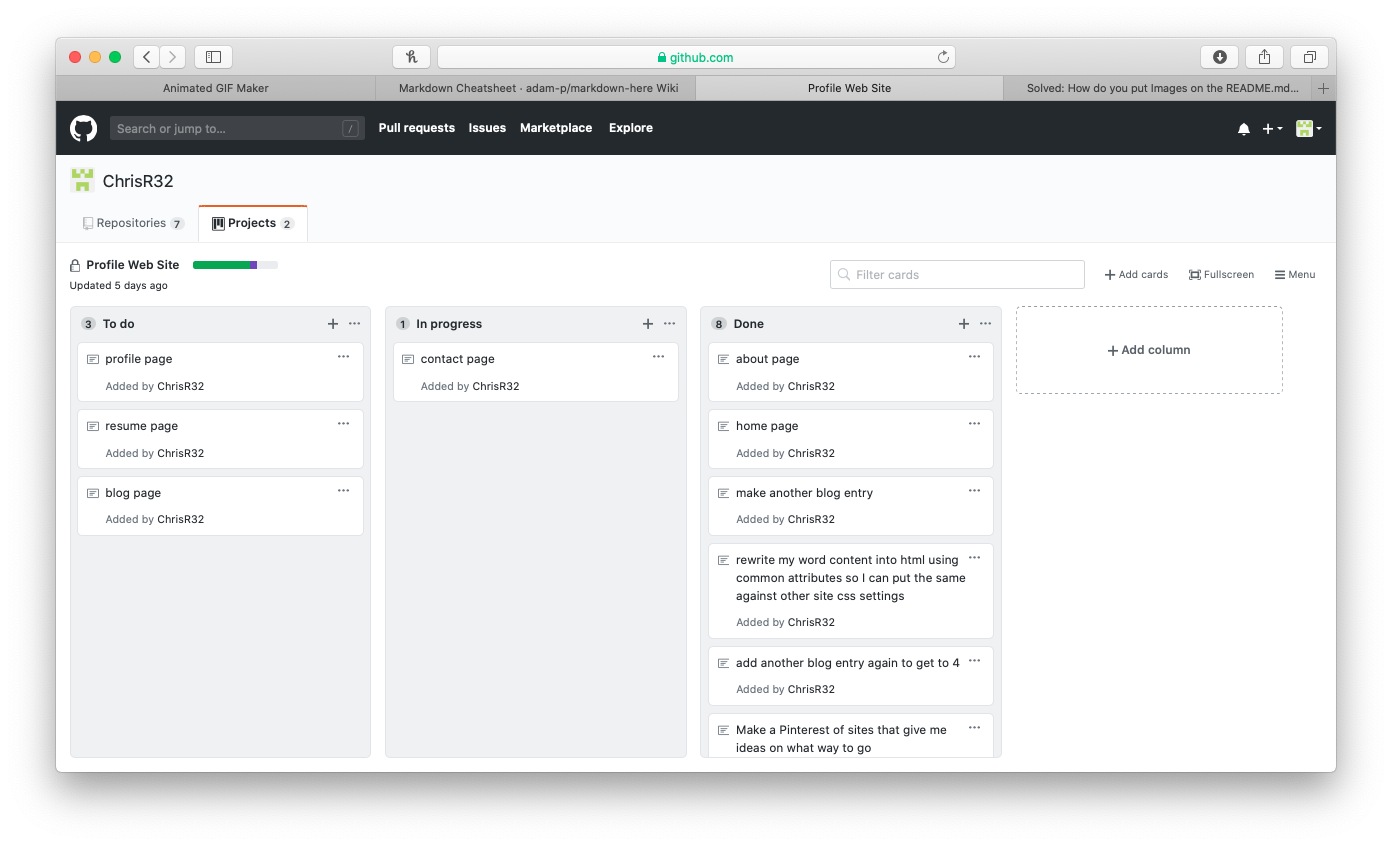 github.com
Animated GIF Maker
Markdown Cheatsheet · adam-p/markdown-here Wiki
Profile Web Site
Solved: How do you put Images on the README.md...
Search or jump to... /
Pull requests Issues Marketplace Explore
ChrisR32
Repositories 7
Projects 2
Profile Web Site
Updated 5 days ago
Filter cards
Add cards
Fullscreen
Menu
3 To do
profile page
Added by ChrisR32
resume page
Added by ChrisR32
blog page
Added by ChrisR32
1 In progress
contact page
Added by ChrisR32
8 Done
about page
Added by ChrisR32
home page
Added by ChrisR32
make another blog entry
Added by ChrisR32
rewrite my word content into html using
common attributes so I can put the same
against other site css settings
Added by ChrisR32
add another blog entry again to get to 4
Added by ChrisR32
Make a Pinterest of sites that give me
ideas on what way to go
Add column